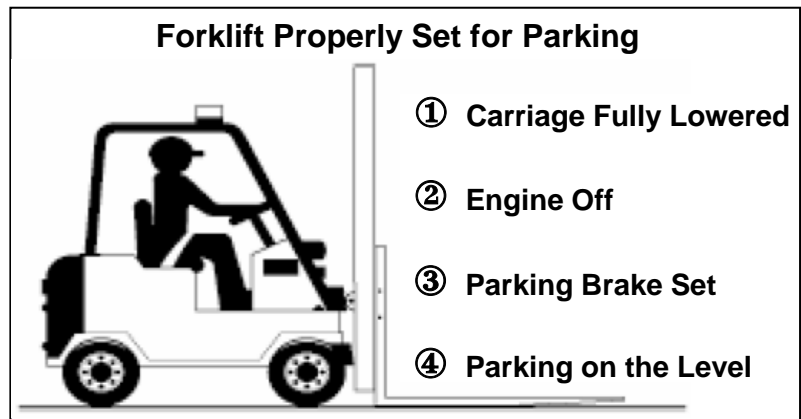 Forklift Properly Set for Parking
① Carriage Fully Lowered
② Engine Off
③ Parking Brake Set
④ Parking on the Level